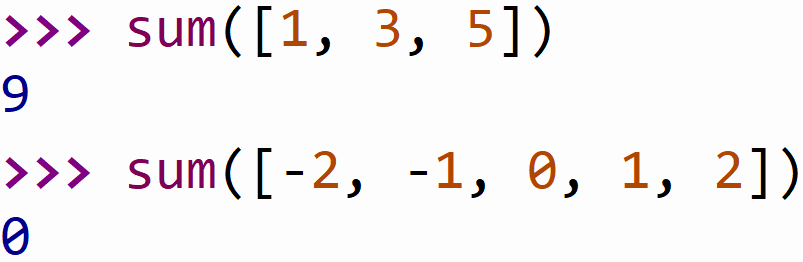 >>> sum([1, 3, 5])
9
>>> sum([-2, -1, 0, 1, 2])
0